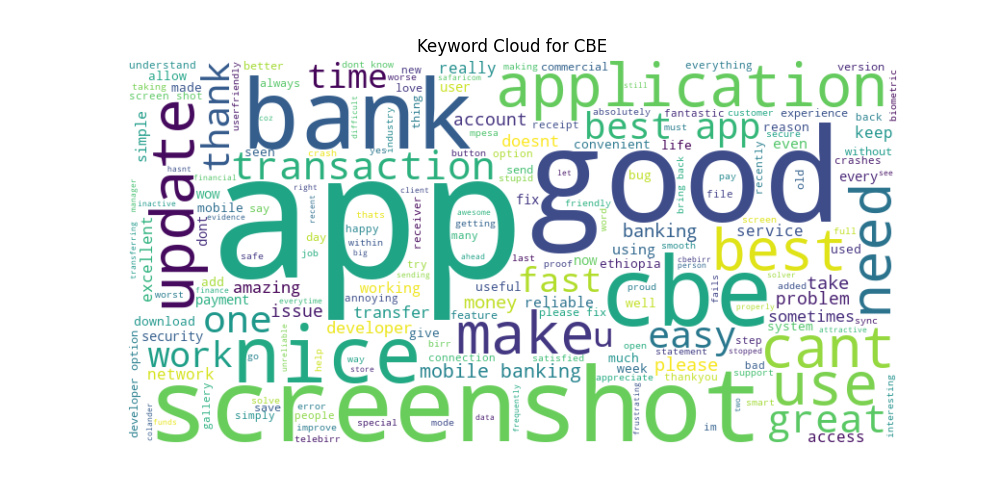 Keyword Cloud for CBE
understand
allow
taking
made
screen shot
better
userfriendly
always
time
dont know
worse
love
new
really
user
safaricom
making
commercial
everything
still
version
biometric
application
bank
update
thank
simple
coz
seen
difficult
industry
thing
yes
crash
mpesa
account
receipt
button
option
doesnt
absolutely
fantastic
customer
experience
back
best
app
must
reason
secure
keep
convenient
life
even
without
recently
crashes
transaction
send
stupid
bug
bring back
let
pay
file
old
every
see
good
app
need
hasnt
financial
wow
manager
inactive
mobile
say
evidence
dont
right
recent
client
receiver
thats
happy
within
big
awesome
getting
many
ahead
fix
friendly
word
screen
full
banking
service
used
smooth
using
ethiopia
cbebirr
person
best
day
job
safe
transferring
excellent
add
finance
worst
payment
amazing
everytime
try
sending
working
annoying
last
proof
now
useful
fast
proud
well
fails
solver
added
take
problem
properly
cbe
issue
transfer
money
reliable
feature
please fix
sometimes
sync
download
security
one
developer
give
birr
make
u
easy
step
stopped
system
attractive
cant
developer option
work
network
nice
go
unreliable
help
way
store
connection
satisfied
mobile banking
open
statement
much
week
please
appreciate
thankyou
bad
support
use
gallery
screenshot
solve
save
simply
error
people
improve
telebirr
special
mode
data
frequently
frustrating
im
two
smart
great
access
interesting
colander
funds